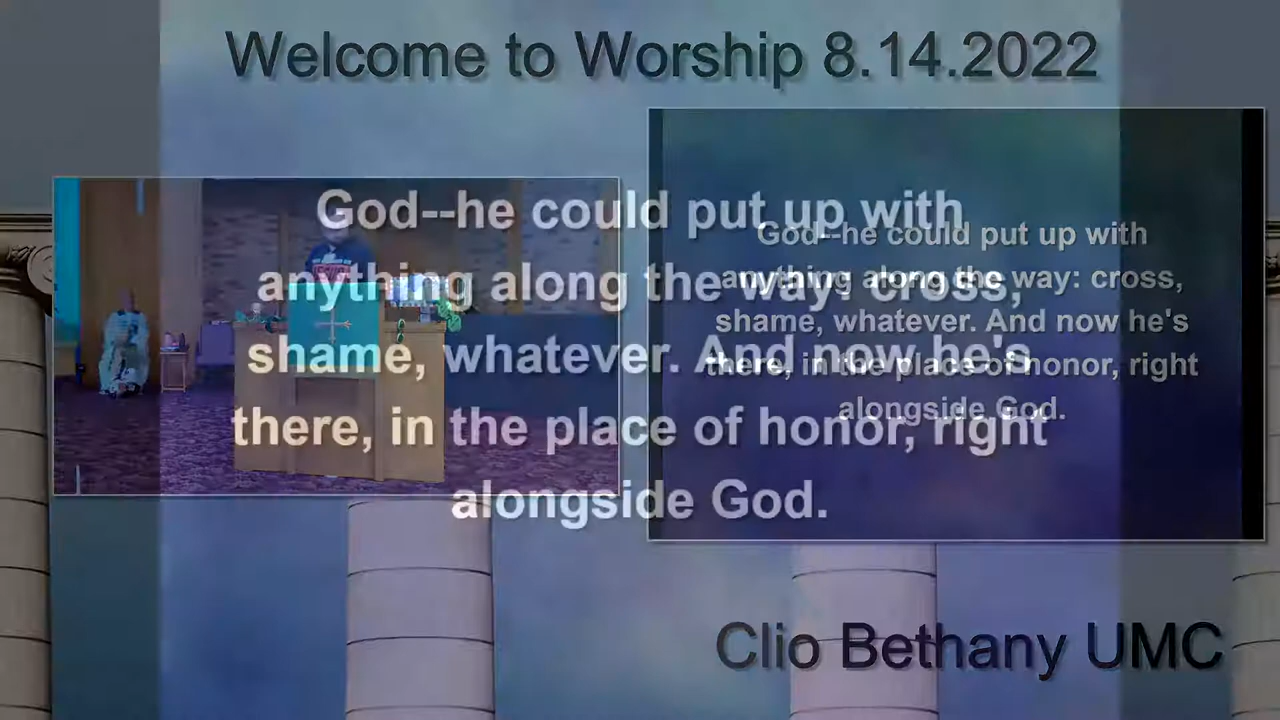 Welcome to Worship 8.14.2022
God--he could put up with
anything along the way: cross,
shame, whatever. And now he's
there, in the place of honor, right
alongside God.
God--he could put up with
anything along the way: cross,
shame, whatever. And now he's
there, in the place of honor, right
alongside God.
Clio Bethany UMC